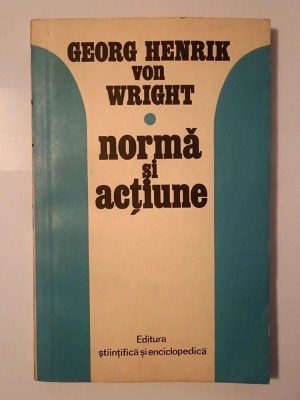 GEORG HENRIK
von
WRIGHT
normă
și
acțiune
Editura
științifică și enciclopedică